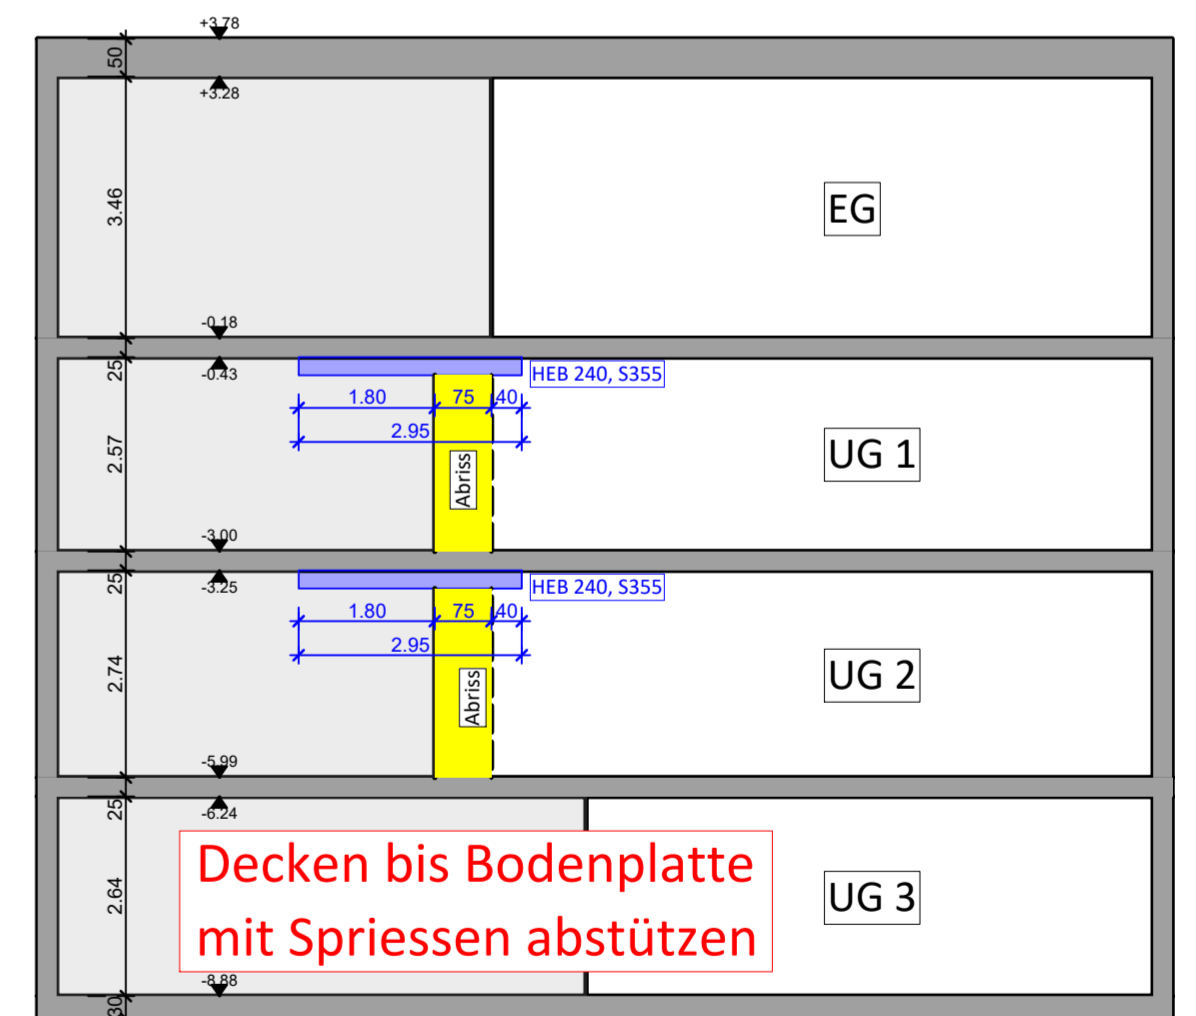 +3.78
50
+3.28
3.46
EG
-0.18
25
-0.43
HEB 240, S355
1.80 75 40
2.95
2.57
Abriss
UG 1
-3.00
25
-3.25
HEB 240, S355
1.80 75 40
2.95
2.74
Abriss
UG 2
-5.99
25
-6.24
Decken bis Bodenplatte
mit Spriessen abstützen
2.64
UG 3
-8.88
30